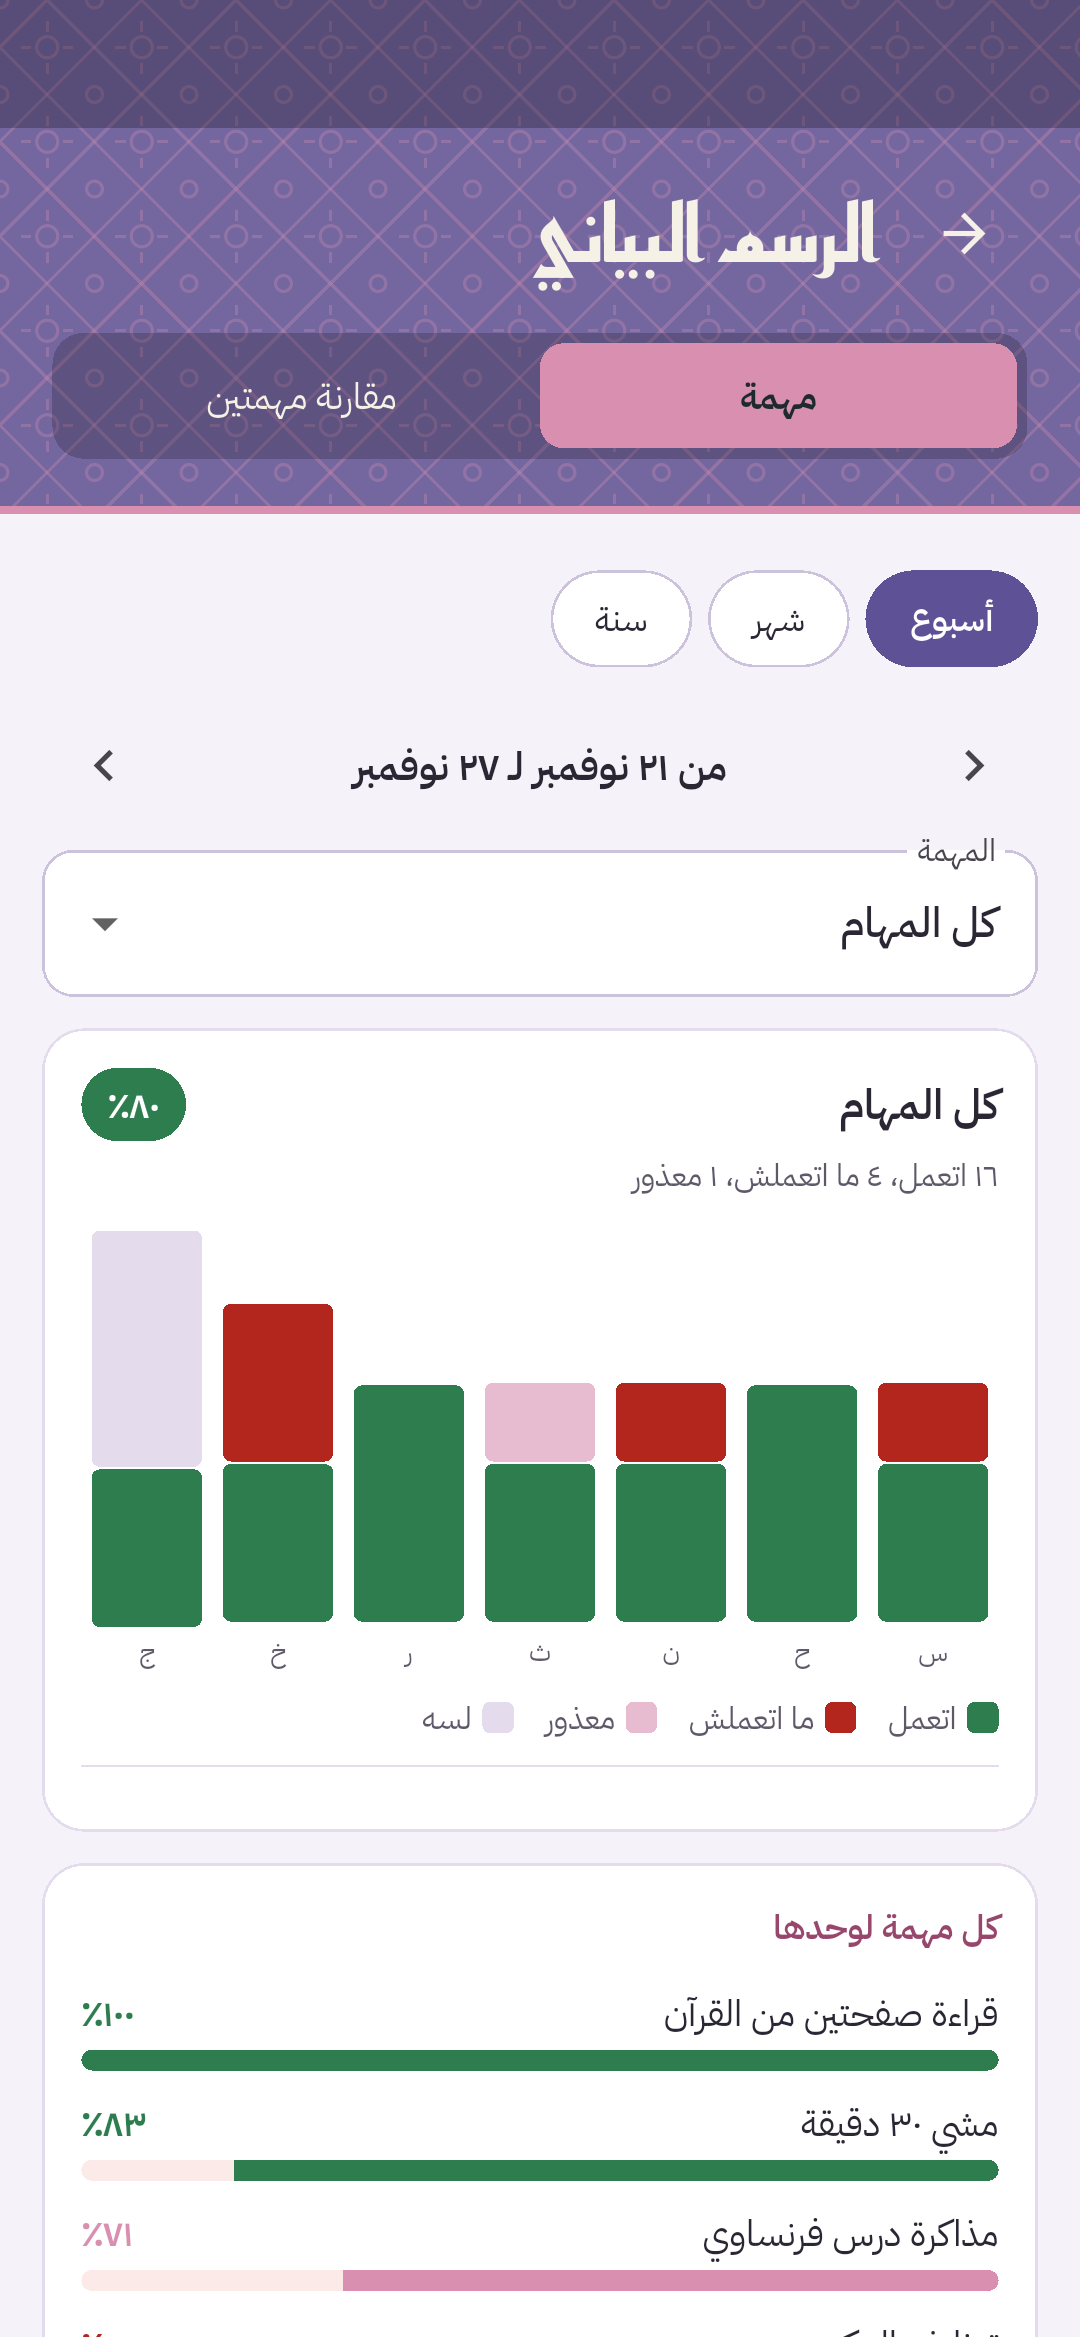 الرسم البياني
مهمة
مقارنة مهمتين
أسبوع
شهر
سنة
من ٢١ نوفمبر لـ ٢٧ نوفمبر
المهمة
كل المهام
كل المهام
٨٠٪
١٦ اتعمل، ٤ ما اتعملش، ١ معذور
س ح ن ث ر خ ج
اتعمل
ما اتعملش
معذور
لسه
كل مهمة لوحدها
قراءة صفحتين من القرآن
١٠٠٪
مشي ٣٠ دقيقة
٨٣٪
مذاكرة درس فرنساوي
٧١٪